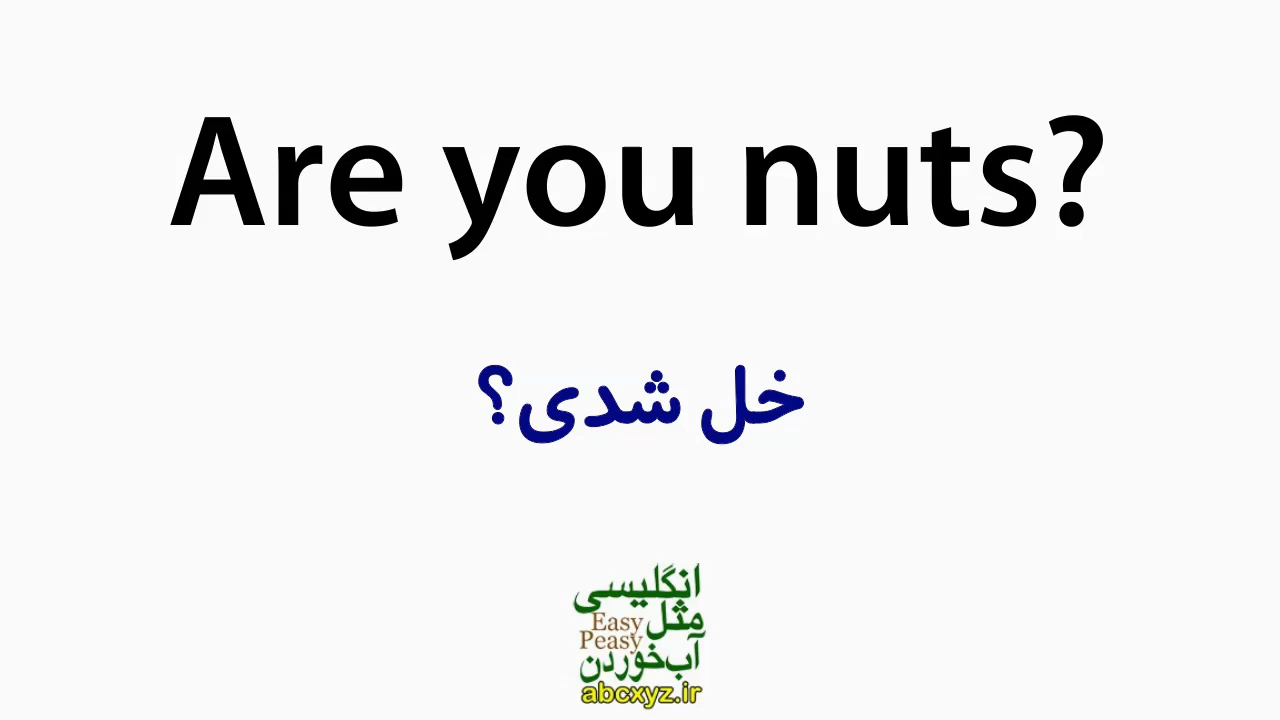 Are you nuts?
خل شدی؟
انگلیسی
مثل
Easy
Peasy
آب‌خوردن
abcxyz.ir